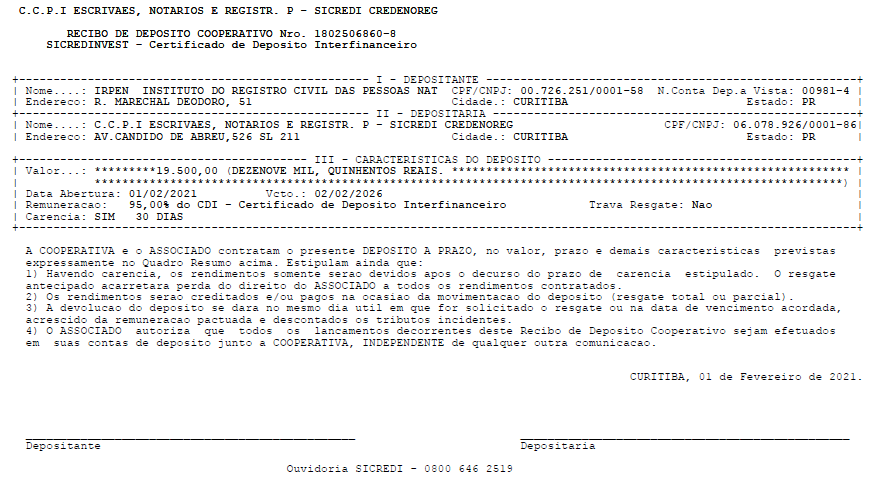 C.C.P.I ESCRIVAES, NOTARIOS E REGISTR. P - SICREDI CREDENOREG
RECIBO DE DEPOSITO COOPERATIVO Nro. 1802506860-8
SICREDINVEST - Certificado de Deposito Interfinanceiro
I - DEPOSITANTE
Nome....: IRPEN INSTITUTO DO REGISTRO CIVIL DAS PESSOAS NAT CPF/CNPJ: 00.726.251/0001-58 N.Conta Dep.a Vista: 00981-4
Endereco: R. MARECHAL DEODORO, 51 Cidade.: CURITIBA Estado: PR
II - DEPOSITARIA
Nome....: C.C.P.I ESCRIVAES, NOTARIOS E REGISTR. P - SICREDI CREDENOREG CPF/CNPJ: 06.078.926/0001-86
Endereco: AV.CANDIDO DE ABREU,526 SL 211 Cidade.: CURITIBA Estado: PR
III - CARACTERISTICAS DO DEPOSITO
Valor...: *********19.500,00 (DEZENOVE MIL, QUINHENTOS REAIS. **************************************************************
*************************************************************************************************************)
Data Abertura: 01/02/2021 Vcto.: 02/02/2026
Remuneracao: 95,00% do CDI - Certificado de Deposito Interfinanceiro Trava Resgate: Nao
Carencia: SIM 30 DIAS
A COOPERATIVA e o ASSOCIADO contratam o presente DEPOSITO A PRAZO, no valor, prazo e demais caracteristicas previstas
expressamente no Quadro Resumo acima. Estipulam ainda que:
1) Havendo carencia, os rendimentos somente serao devidos apos o decurso do prazo de carencia estipulado. O resgate
antecipado acarretara perda do direito do ASSOCIADO a todos os rendimentos contratados.
2) Os rendimentos serao creditados e/ou pagos na ocasiao da movimentacao do deposito (resgate total ou parcial).
3) A devolucao do deposito se dara no mesmo dia util em que for solicitado o resgate ou na data de vencimento acordada,
acrescido da remuneracao pactuada e descontados os tributos incidentes.
4) O ASSOCIADO autoriza que todos os lancamentos decorrentes deste Recibo de Deposito Cooperativo sejam efetuados
em suas contas de deposito junto a COOPERATIVA, INDEPENDENTE de qualquer outra comunicacao.
CURITIBA, 01 de Fevereiro de 2021.
Depositante Depositaria
Ouvidoria SICREDI - 0800 646 2519